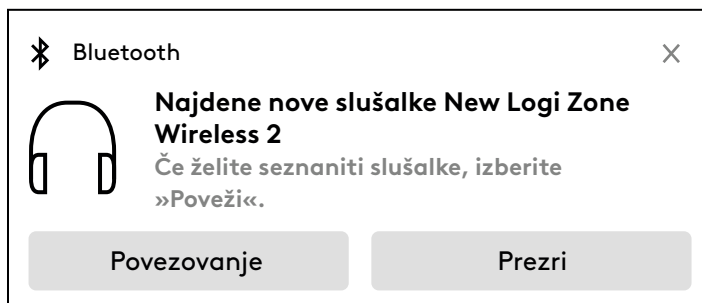 Bluetooth
Najdene nove slušalke New Logi Zone
Wireless 2
Če želite seznaniti slušalke, izberite
»Poveži«.
Povezovanje
Prezri